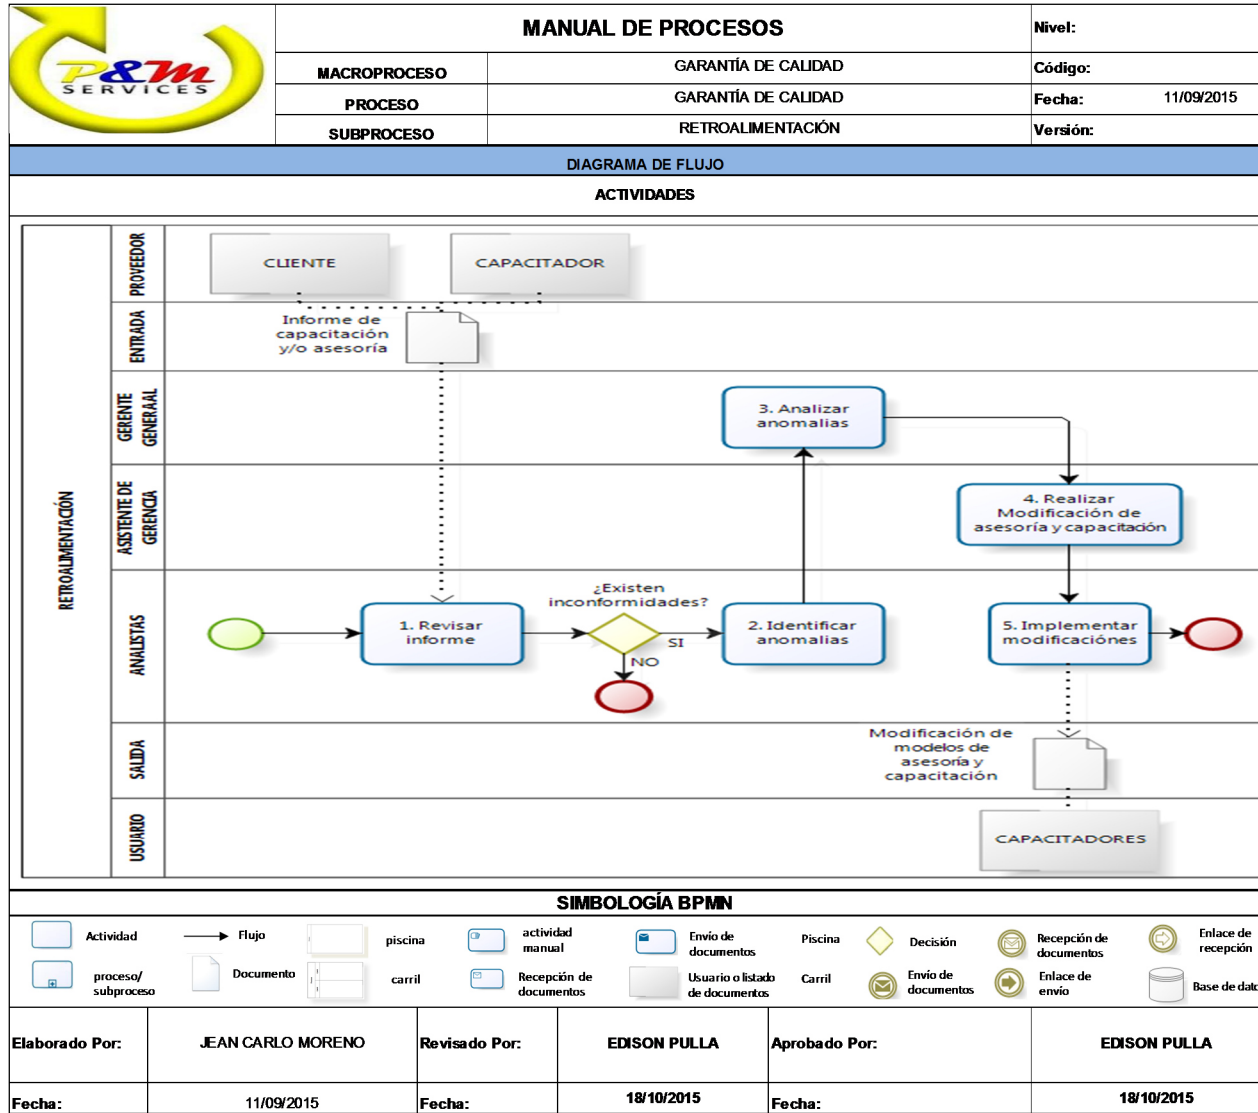 P&M
SERVICES
MANUAL DE PROCESOS
Nivel:
MACROPROCESO
GARANTÍA DE CALIDAD
Código:
PROCESO
GARANTÍA DE CALIDAD
Fecha:
11/09/2015
SUBPROCESO
RETROALIMENTACIÓN
Versión:
DIAGRAMA DE FLUJO
ACTIVIDADES
RETROALIMENTACIÓN
PROVEEDOR
CLIENTE
CAPACITADOR
ENTRADA
Informe de
capacitación
y/o asesoría
GERENTE
GENERAAL
3. Analizar
anomalías
ASISTENTE DE
GERENCIA
4. Realizar
Modificación de
asesoría y capacitación
ANALISTAS
1. Revisar
informe
¿Existen
inconformidades?
SI
NO
2. Identificar
anomalías
5. Implementar
modificaciónes
SALIDA
Modificación de
modelos de
asesoría y
capacitación
USUARIO
CAPACITADORES
SIMBOLOGÍA BPMN
Actividad
Flujo
piscina
actividad
manual
Envío de
documentos
Piscina
Decisión
Recepción de
documentos
Enlace de
recepción
proceso/
subproceso
Documento
carril
Recepción de
documentos
Usuario o listado
de documentos
Carril
Envío de
documentos
Enlace de
envío
Base de dato
Elaborado Por:
JEAN CARLO MORENO
Revisado Por:
EDISON PULLA
Aprobado Por:
EDISON PULLA
Fecha:
11/09/2015
Fecha:
18/10/2015
Fecha:
18/10/2015